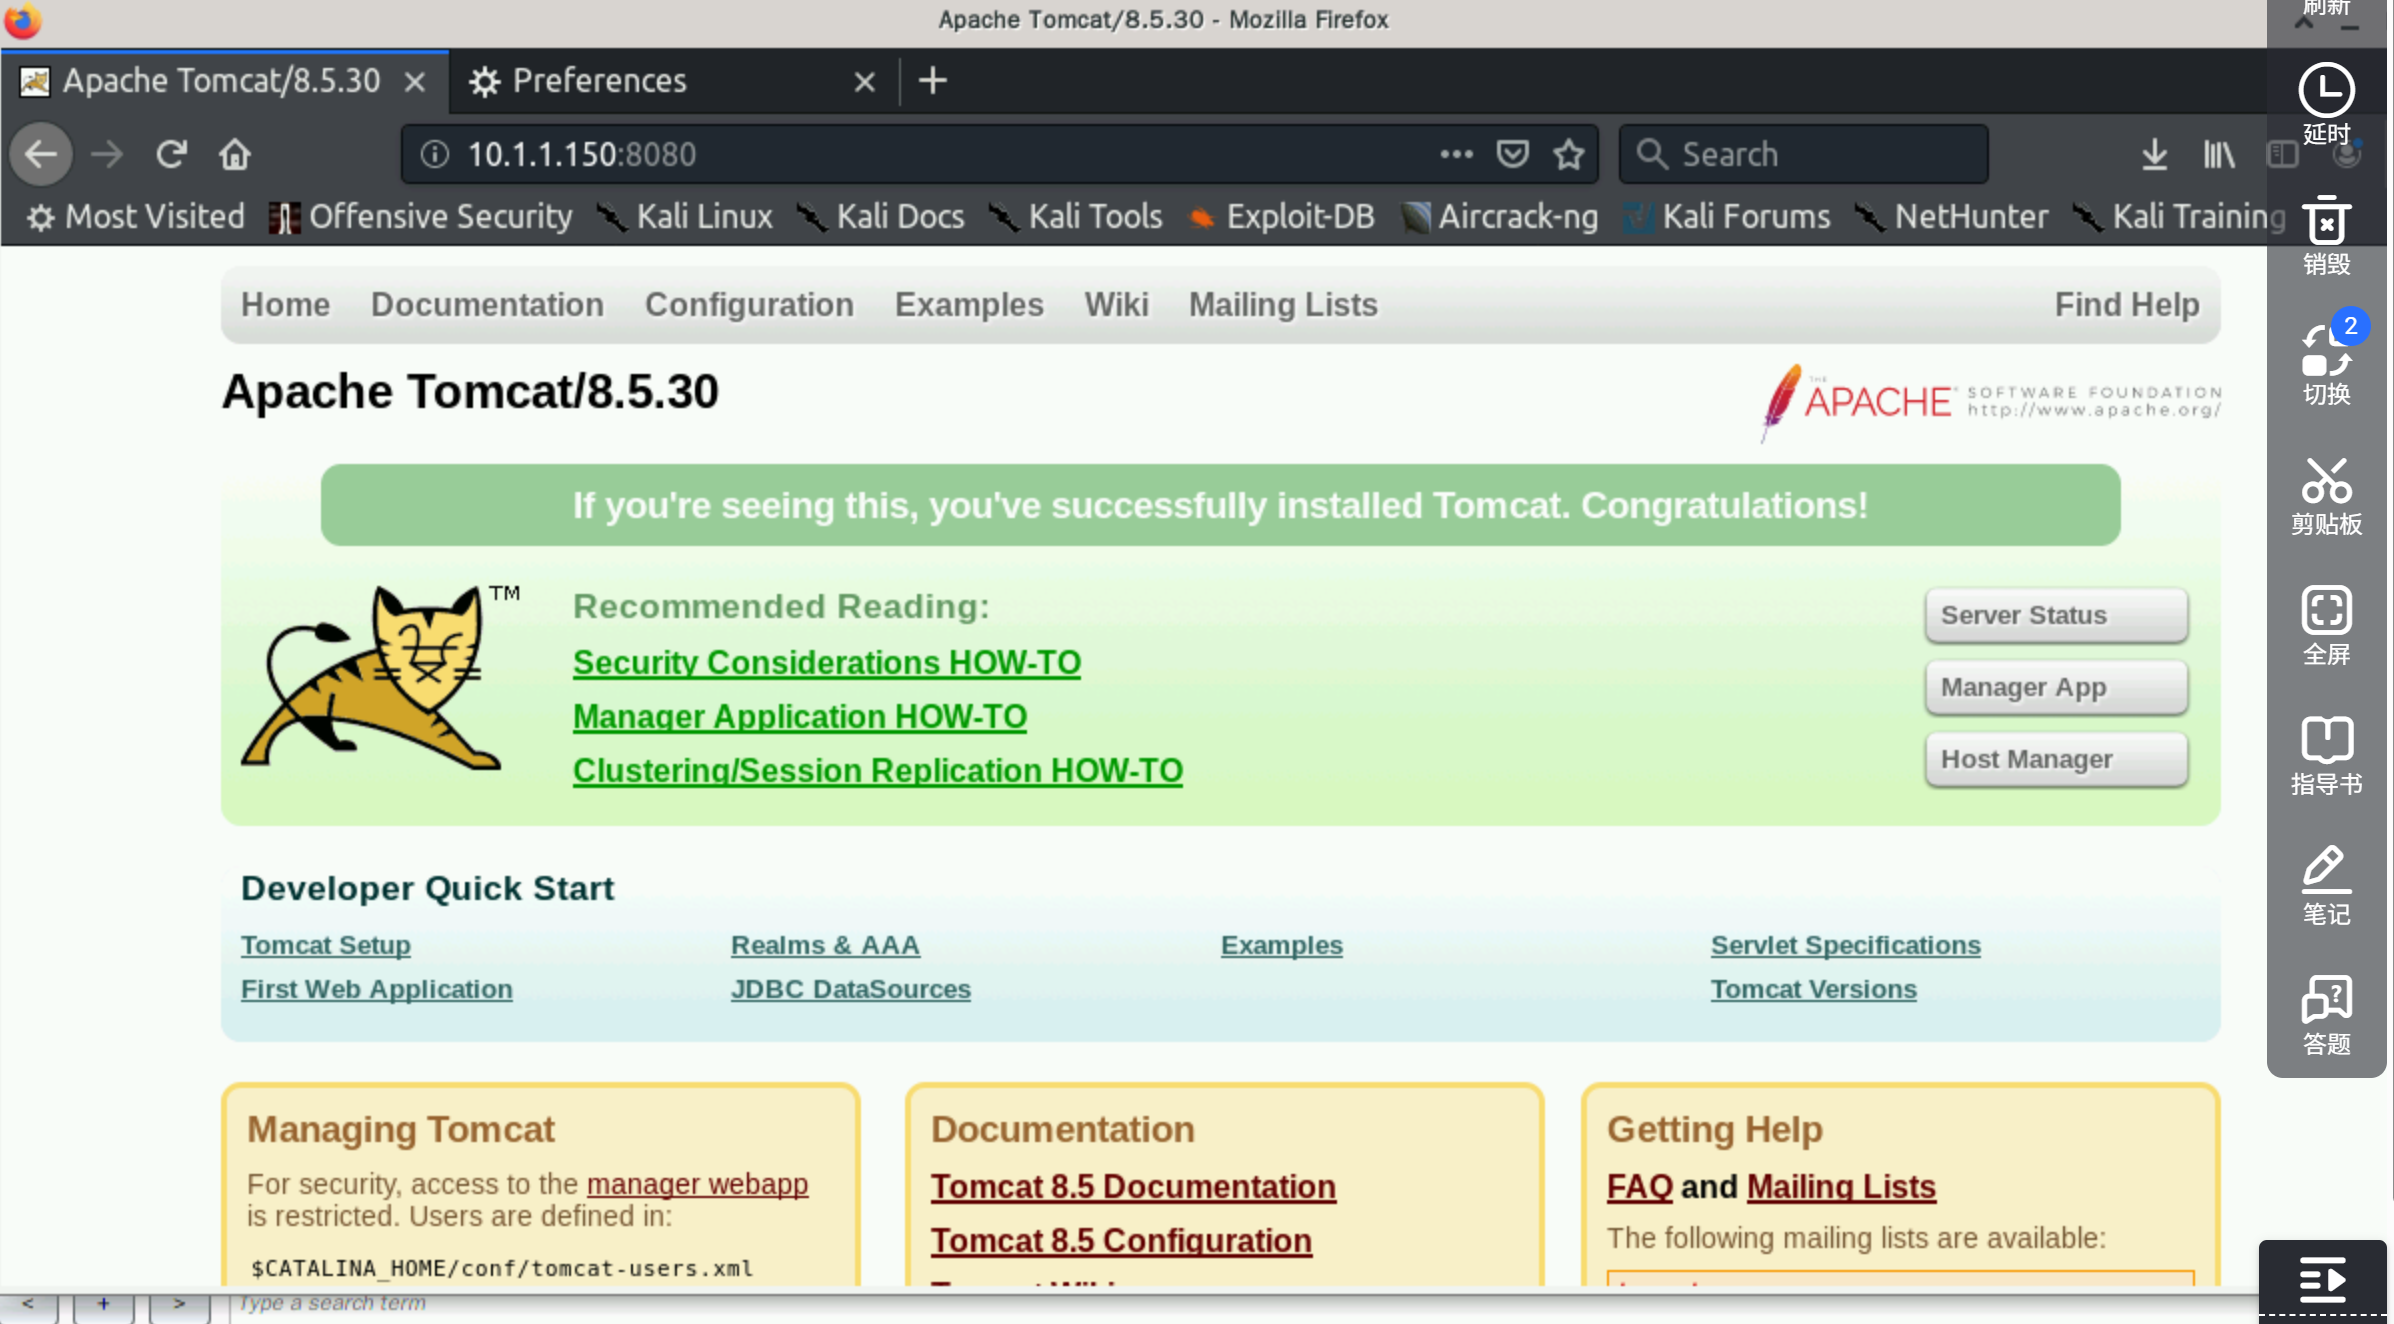 Apache Tomcat/8.5.30 - Mozilla Firefox
刷新
Apache Tomcat/8.5.30
Preferences
延时
10.1.1.150:8080
Search
Most Visited Offensive Security Kali Linux Kali Docs Kali Tools Exploit-DB Aircrack-ng Kali Forums NetHunter Kali Training
销毁
Home Documentation Configuration Examples Wiki Mailing Lists Find Help
2
切换
Apache Tomcat/8.5.30
THE
APACHE SOFTWARE FOUNDATION
http://www.apache.org/
If you're seeing this, you've successfully installed Tomcat. Congratulations!
剪贴板
TM
Recommended Reading:
Security Considerations HOW-TO
Manager Application HOW-TO
Clustering/Session Replication HOW-TO
Server Status
Manager App
Host Manager
全屏
指导书
Developer Quick Start
笔记
Tomcat Setup Realms & AAA Examples Servlet Specifications
First Web Application JDBC DataSources Tomcat Versions
答题
Managing Tomcat
For security, access to the manager webapp
is restricted. Users are defined in:
$CATALINA_HOME/conf/tomcat-users.xml
Documentation
Tomcat 8.5 Documentation
Tomcat 8.5 Configuration
Getting Help
FAQ and Mailing Lists
The following mailing lists are available:
< + > Type a search term